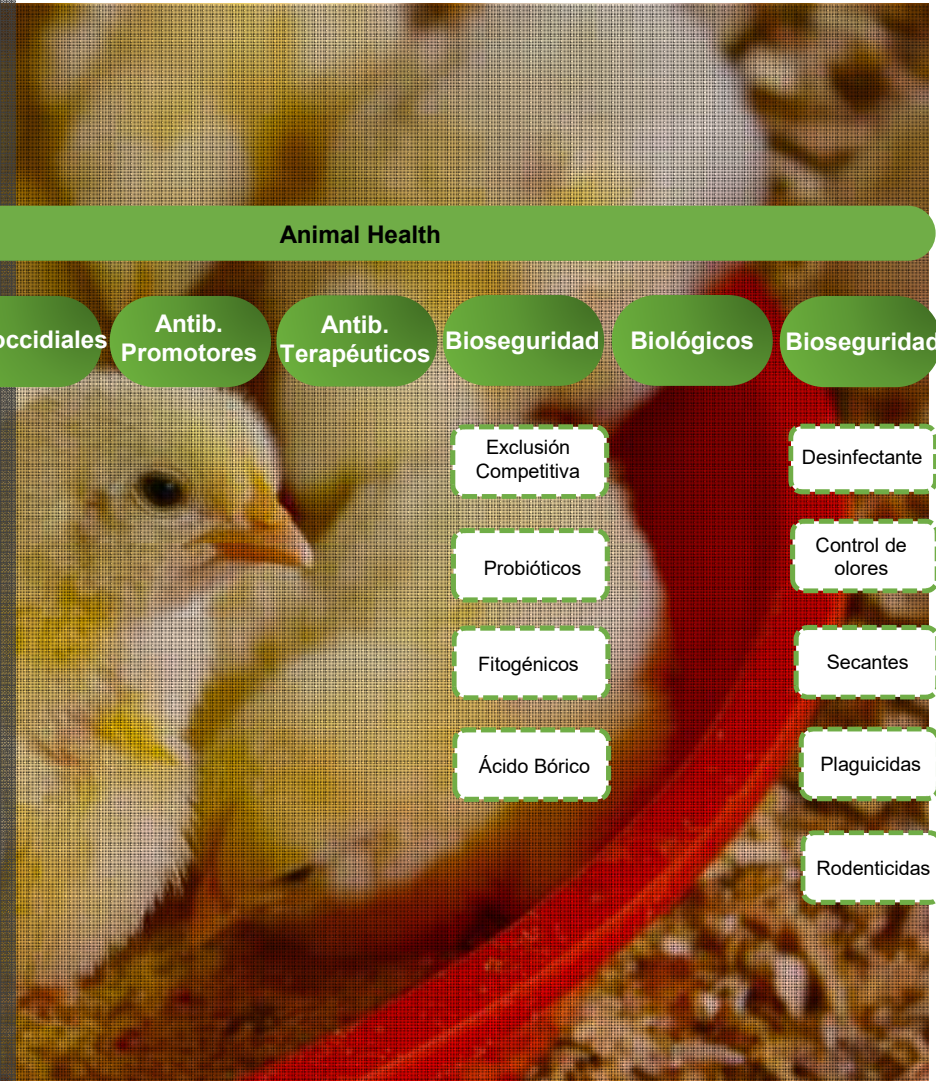 Animal Health
occidiales
Antib.
Promotores
Antib.
Terapéuticos
Bioseguridad
Biológicos
Bioseguridad
Exclusión
Competitiva
Probióticos
Fitogénicos
Ácido Bórico
Desinfectante
Control de
olores
Secantes
Plaguicidas
Rodenticidas